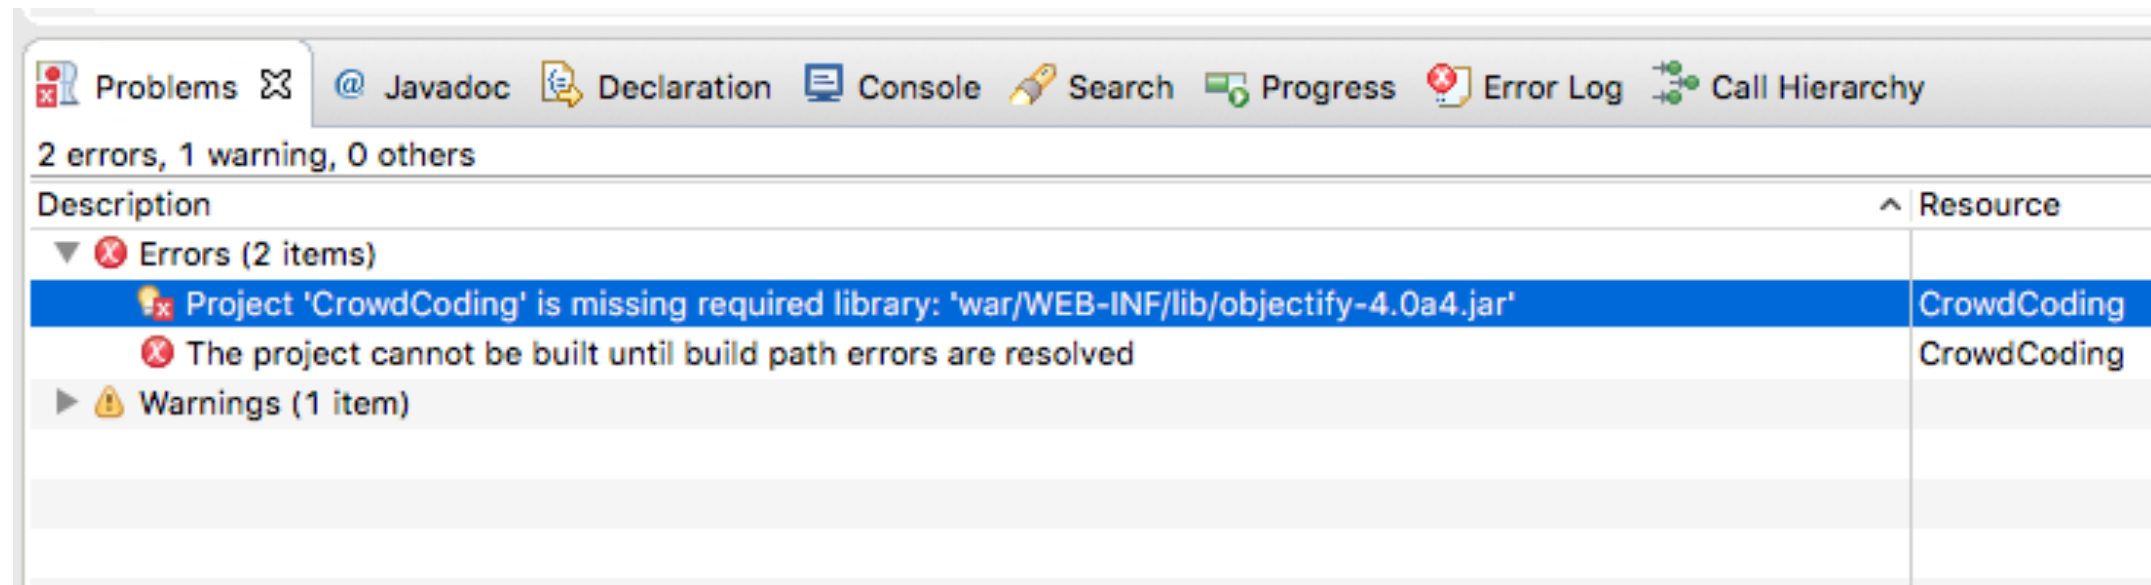 Problems @ Javadoc Declaration Console Search Progress Error Log Call Hierarchy
2 errors, 1 warning, 0 others
Description Resource
Errors (2 items)
Project 'CrowdCoding' is missing required library: 'war/WEB-INF/lib/objectify-4.0a4.jar' CrowdCoding
The project cannot be built until build path errors are resolved CrowdCoding
Warnings (1 item)